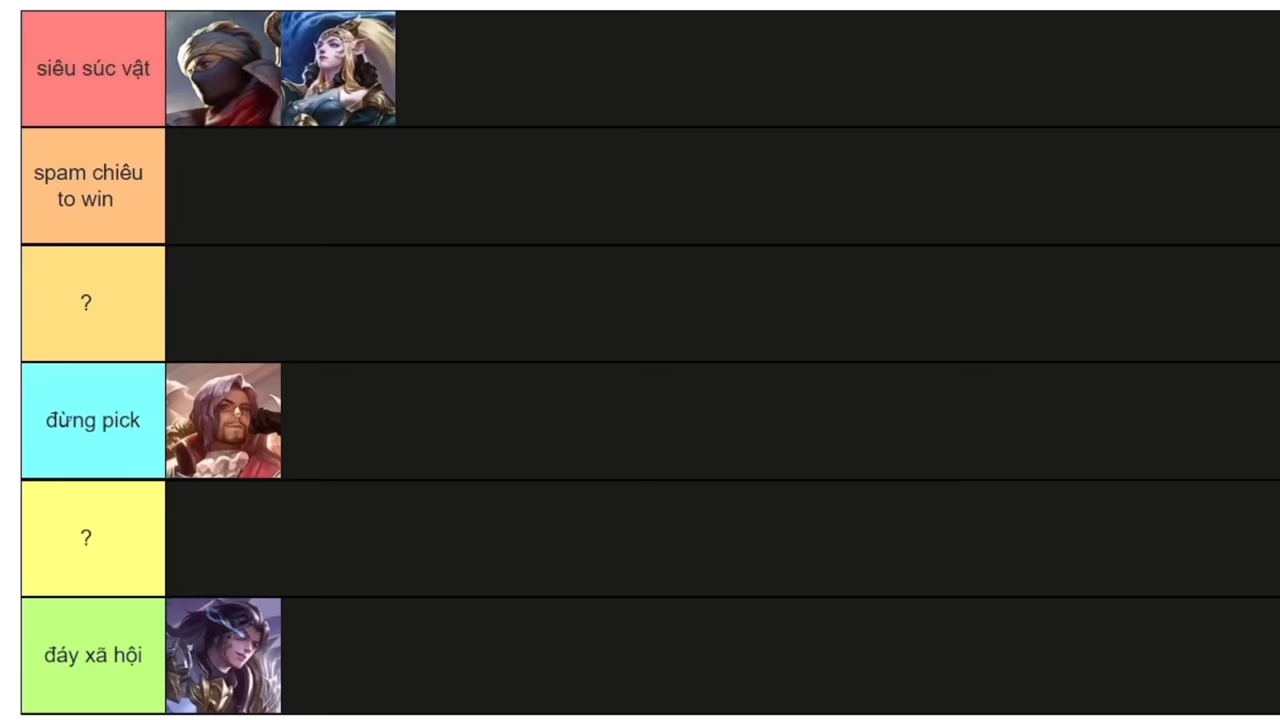 siêu súc vật
spam chiêu
to win
?
đừng pick
?
đáy xã hội